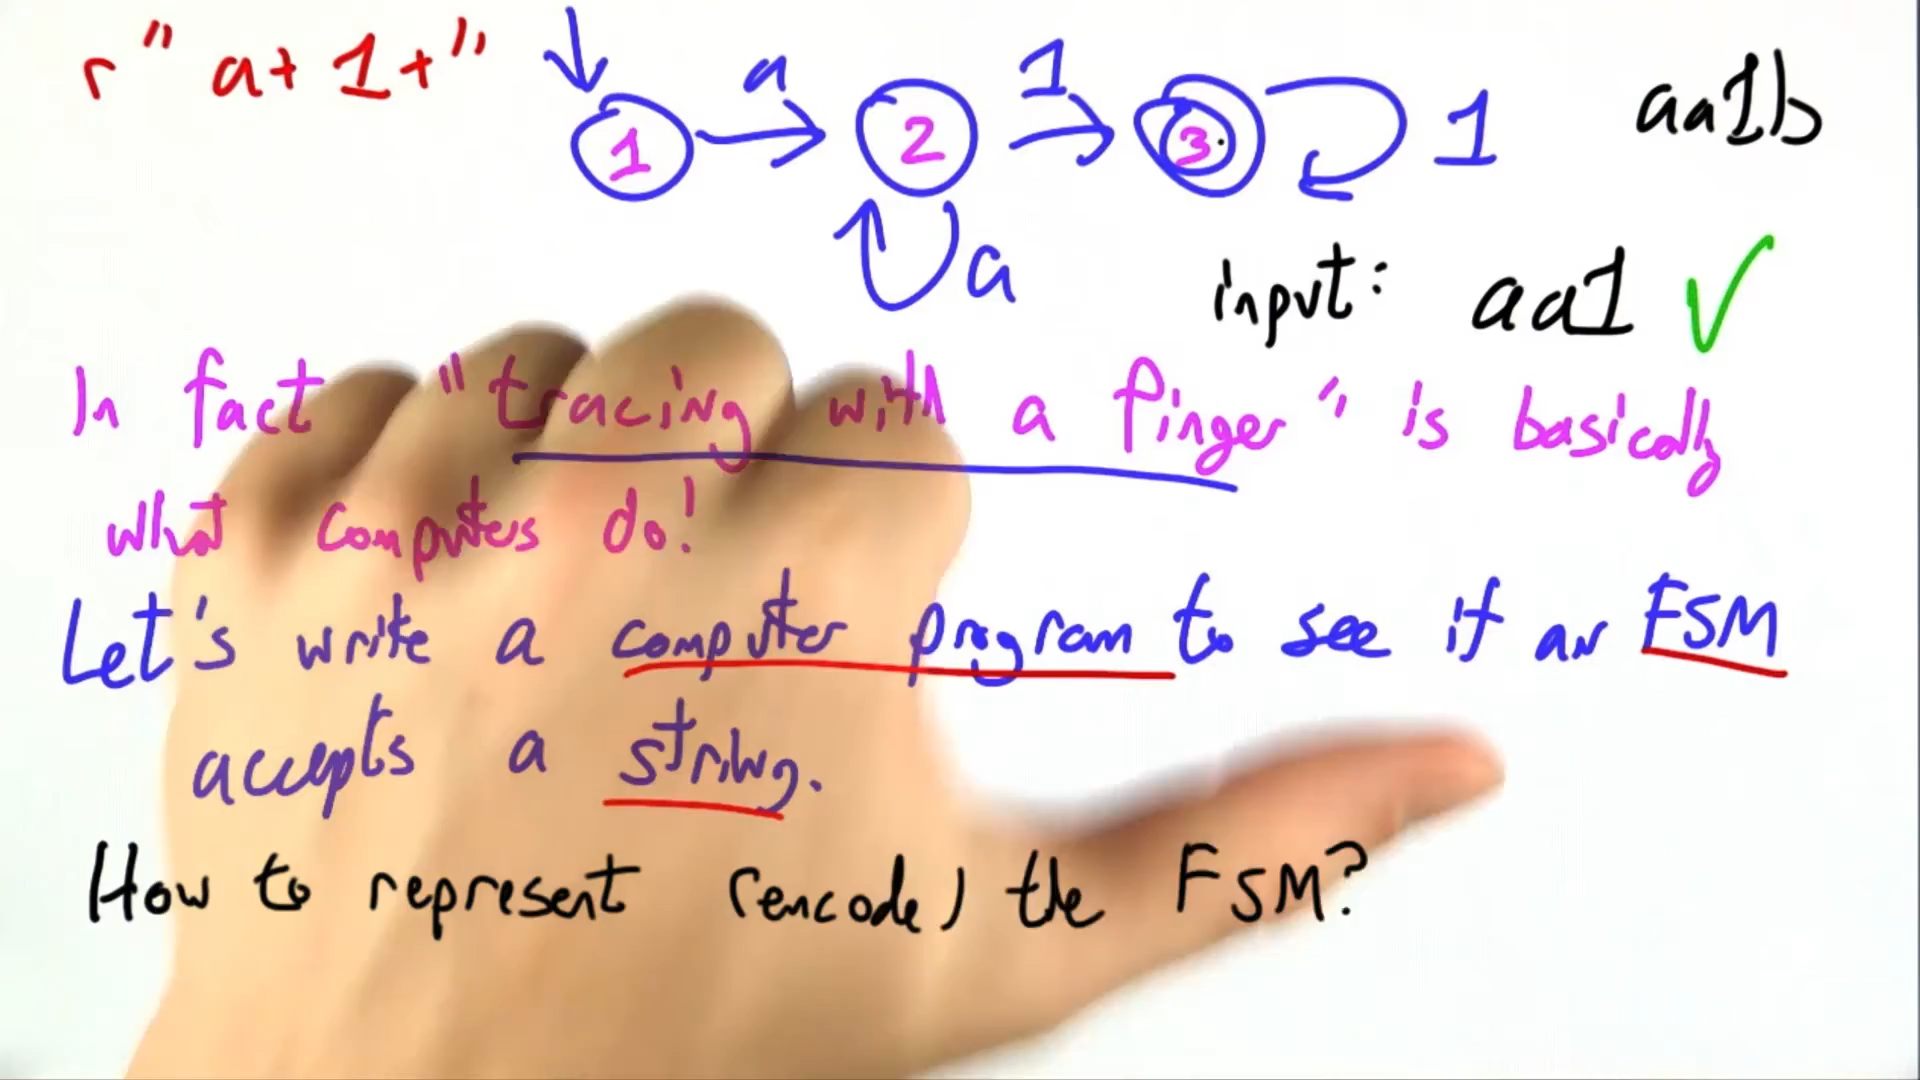 r"a+1+"
a 1 aa1b
1 2 3 1
a
input: aa1
In fact "tracing with a finger" is basically
what computers do!
Let's write a computer program to see if an FSM
accepts a string.
How to represent (encode) the FSM?